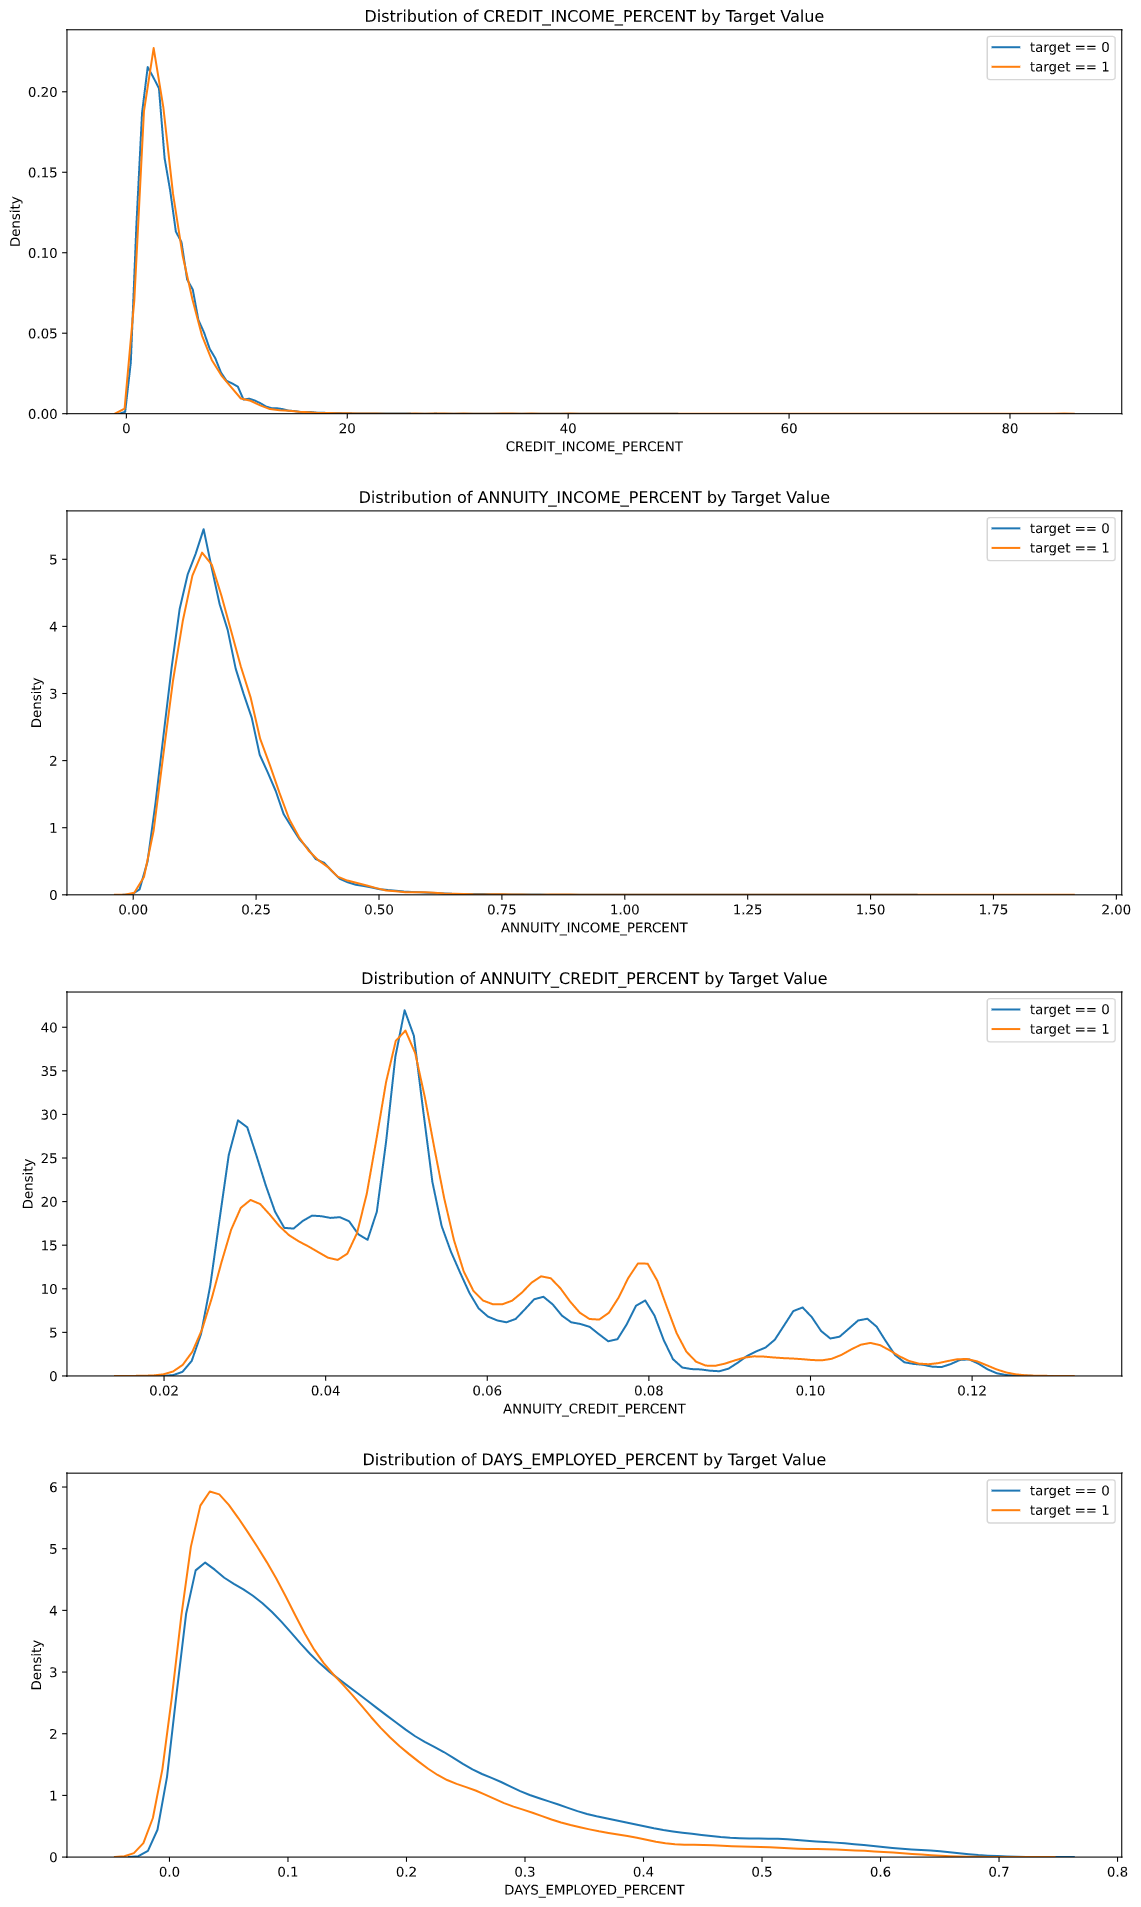 Distribution of CREDIT_INCOME_PERCENT by Target Value
target == 0
target == 1
0.20
0.15
0.10
0.05
0.00
Density
0 20 40 60 80
CREDIT_INCOME_PERCENT
Distribution of ANNUITY_INCOME_PERCENT by Target Value
target == 0
target == 1
5
4
3
2
1
0
Density
0.00 0.25 0.50 0.75 1.00 1.25 1.50 1.75 2.00
ANNUITY_INCOME_PERCENT
Distribution of ANNUITY_CREDIT_PERCENT by Target Value
target == 0
target == 1
40
35
30
25
20
15
10
5
0
Density
0.02 0.04 0.06 0.08 0.10 0.12
ANNUITY_CREDIT_PERCENT
Distribution of DAYS_EMPLOYED_PERCENT by Target Value
target == 0
target == 1
6
5
4
3
2
1
0
Density
0.0 0.1 0.2 0.3 0.4 0.5 0.6 0.7 0.8
DAYS_EMPLOYED_PERCENT